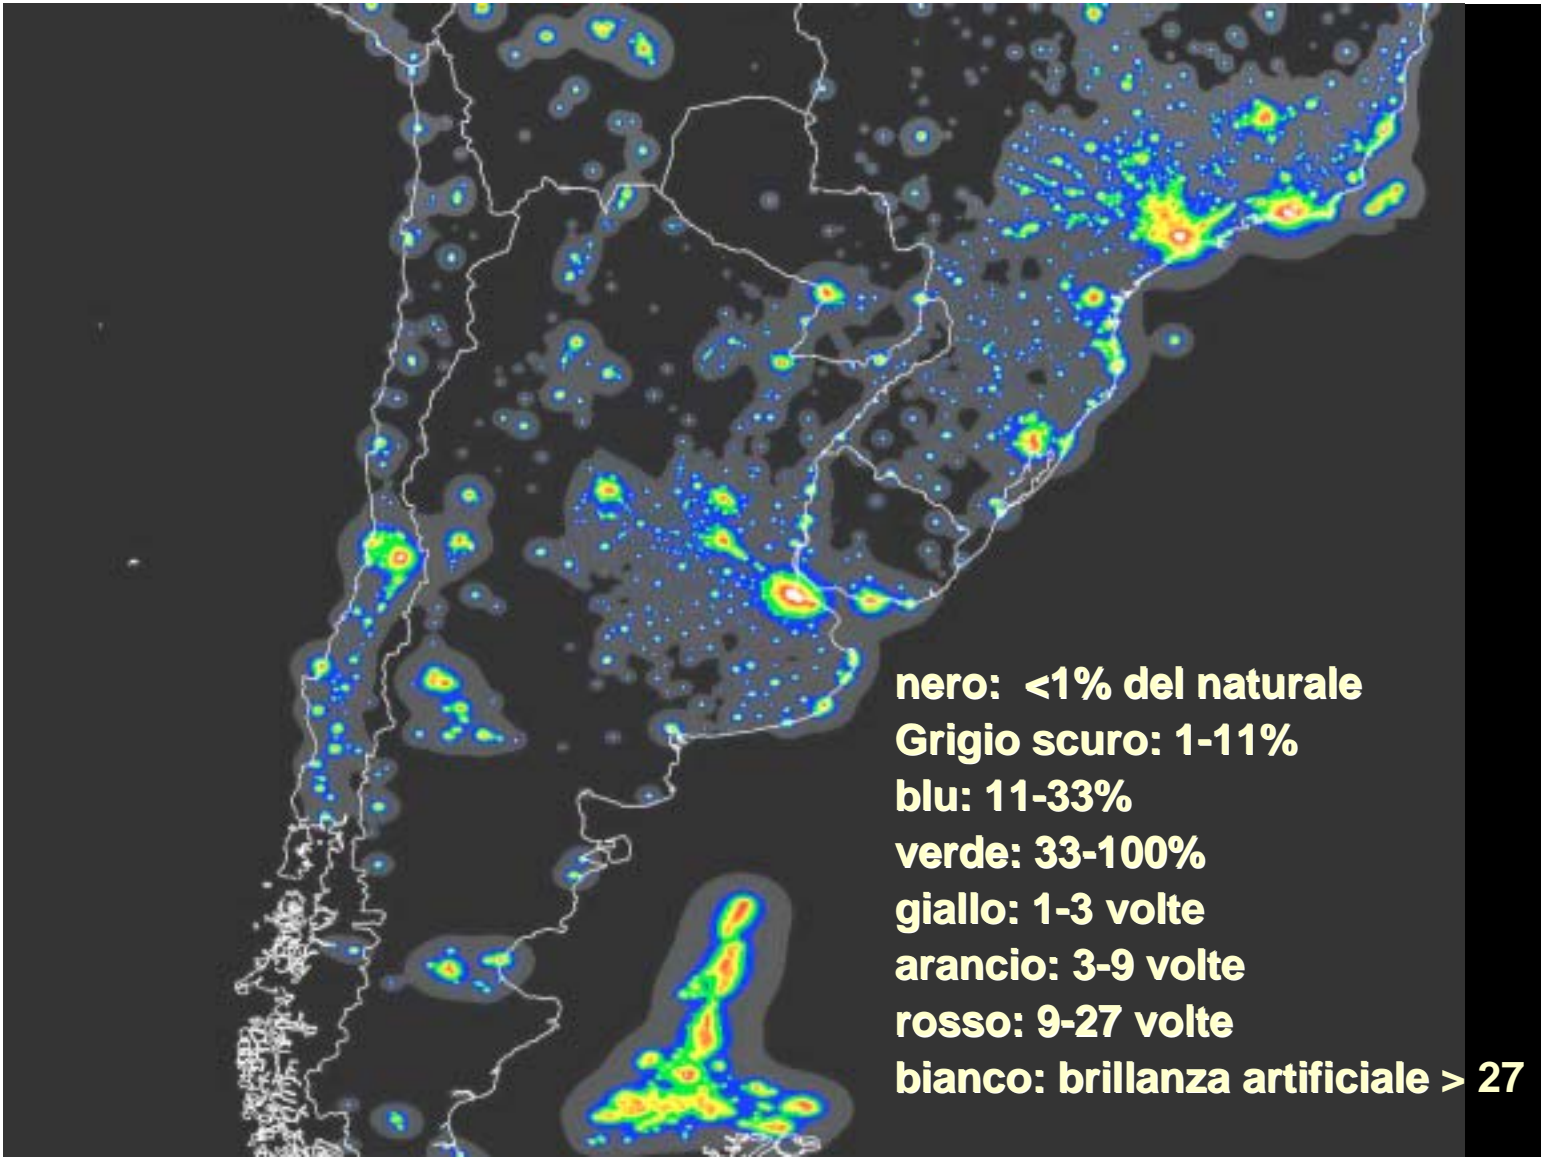 nero: <1% del naturale
Grigio scuro: 1-11%
blu: 11-33%
verde: 33-100%
giallo: 1-3 volte
arancio: 3-9 volte
rosso: 9-27 volte
bianco: brillanza artificiale > 27